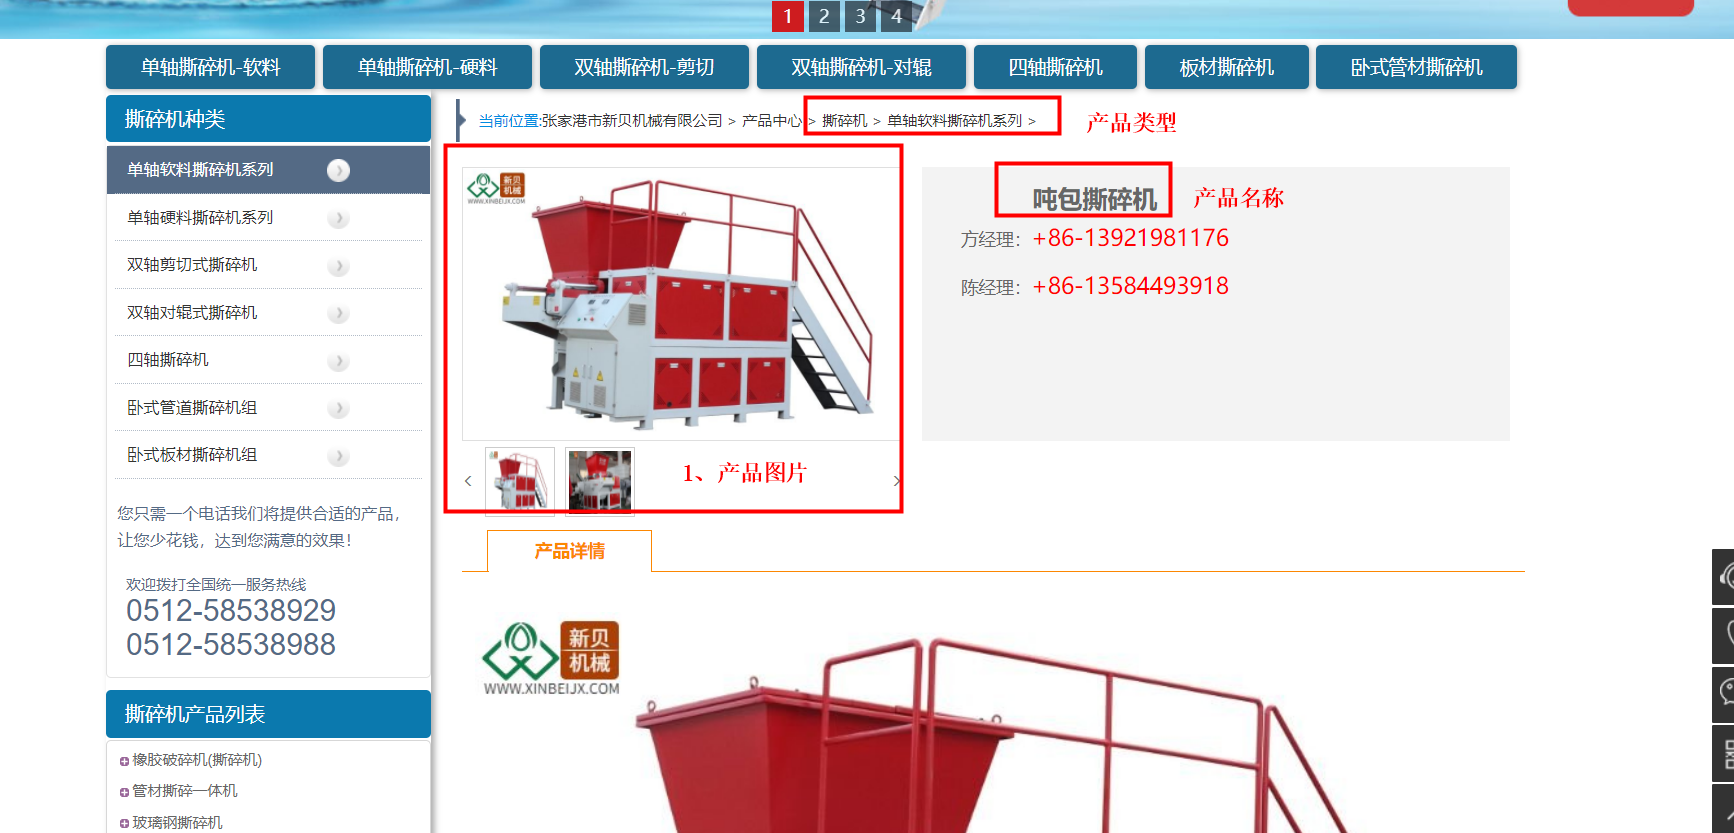 1 2 3 4
单轴撕碎机-软料 单轴撕碎机-硬料 双轴撕碎机-剪切 双轴撕碎机-对辊 四轴撕碎机 板材撕碎机 卧式管材撕碎机
撕碎机种类
单轴软料撕碎机系列
单轴硬料撕碎机系列
双轴剪切式撕碎机
双轴对辊式撕碎机
四轴撕碎机
卧式管道撕碎机组
卧式板材撕碎机组
您只需一个电话我们将提供合适的产品，
让您少花钱，达到您满意的效果！
欢迎拨打全国统一服务热线
0512-58538929
0512-58538988
撕碎机产品列表
橡胶破碎机(撕碎机)
管材撕碎一体机
玻璃钢撕碎机
当前位置:张家港市新贝机械有限公司 > 产品中心 > 撕碎机 > 单轴软料撕碎机系列 >
产品类型
新贝
机械
WWW.XINBEIJX.COM
吨包撕碎机
产品名称
方经理：+86-13921981176
陈经理：+86-13584493918
1、产品图片
产品详情
新贝
机械
WWW.XINBEIJX.COM